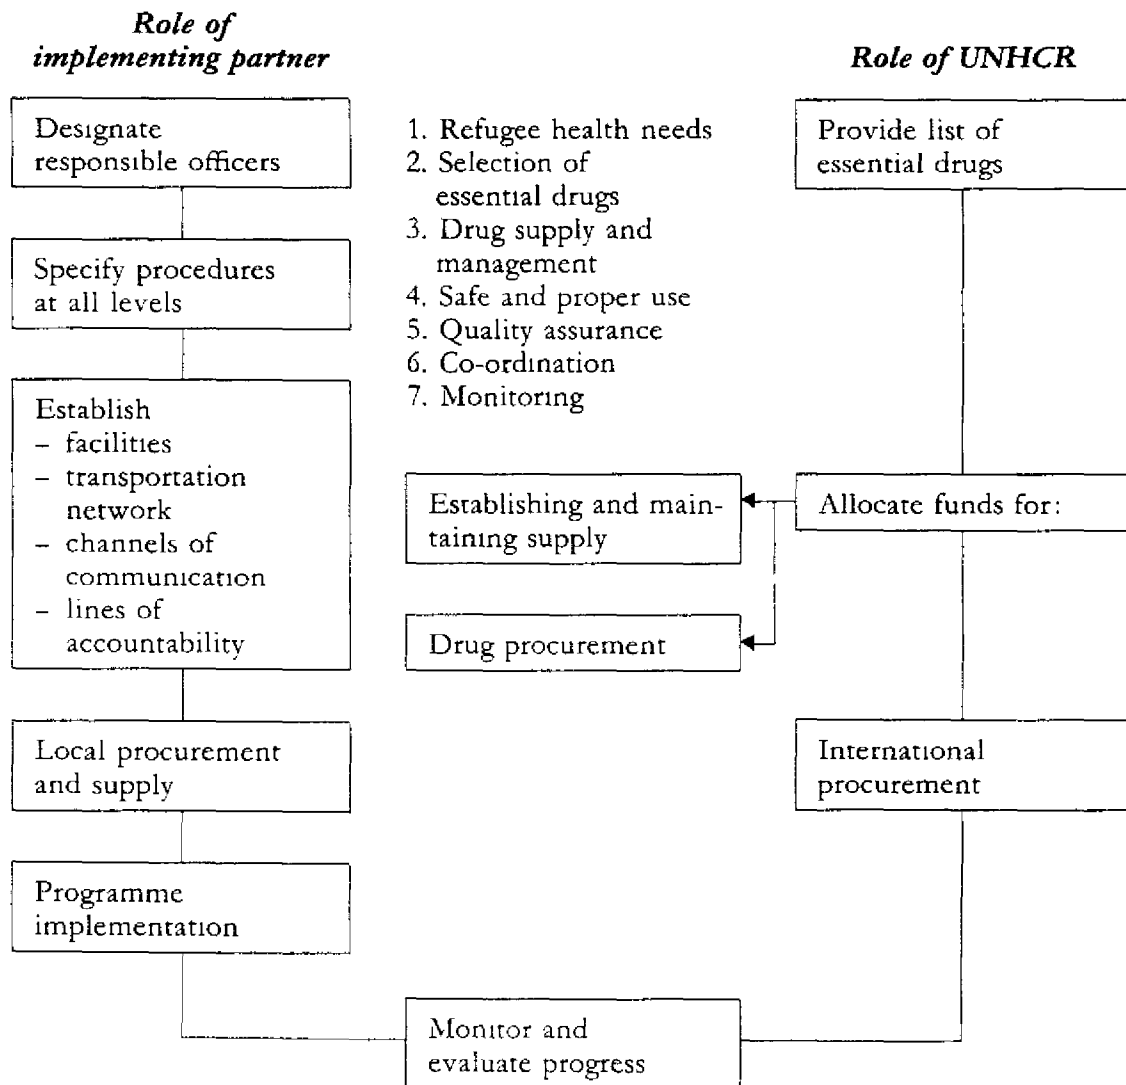 Role of
implementing partner
Designate
responsible officers
Specify procedures
at all levels
Establish
– facilities
– transportation
network
– channels of
communication
– lines of
accountability
Local procurement
and supply
Programme
implementation
1. Refugee health needs
2. Selection of
essential drugs
3. Drug supply and
management
4. Safe and proper use
5. Quality assurance
6. Co-ordination
7. Monitoring
Establishing and main-
taining supply
Drug procurement
Role of UNHCR
Provide list of
essential drugs
Allocate funds for:
International
procurement
Monitor and
evaluate progress